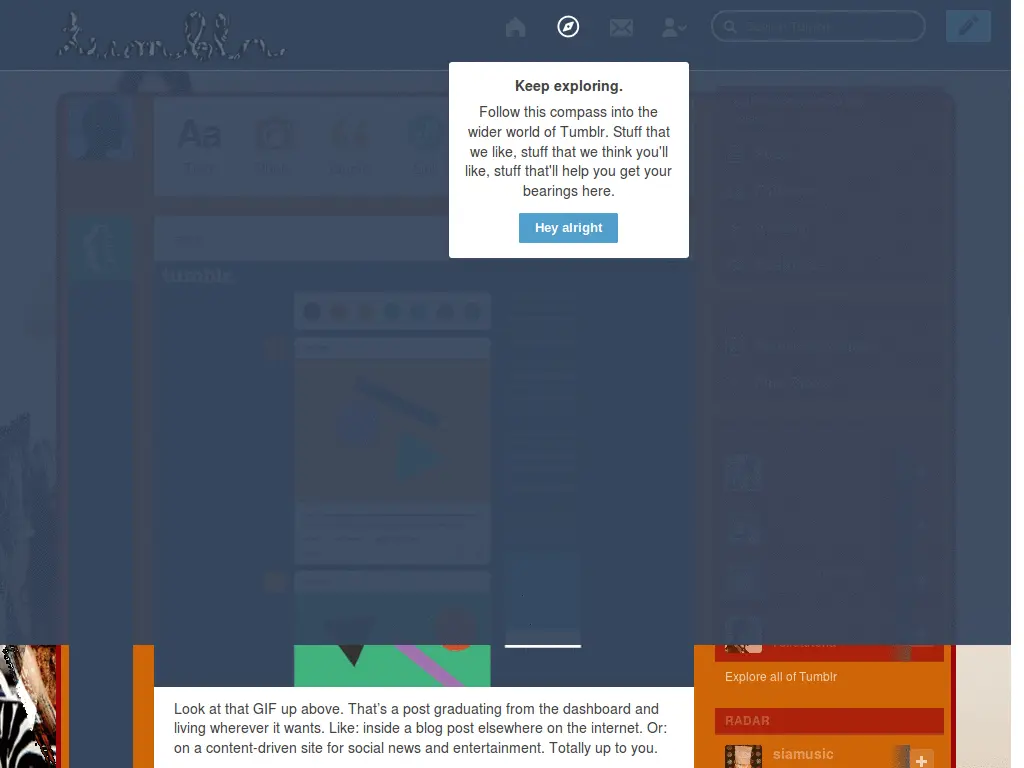 tumblr
Search Tumblr
Keep exploring.
Follow this compass into the
wider world of Tumblr. Stuff that
we like, stuff that we think you'll
like, stuff that'll help you get your
bearings here.
Hey alright
Aa
Text
tumblr.
Explore all of Tumblr
Look at that GIF up above. That's a post graduating from the dashboard and
living wherever it wants. Like: inside a blog post elsewhere on the internet. Or:
on a content-driven site for social news and entertainment. Totally up to you.
RADAR
siamusic